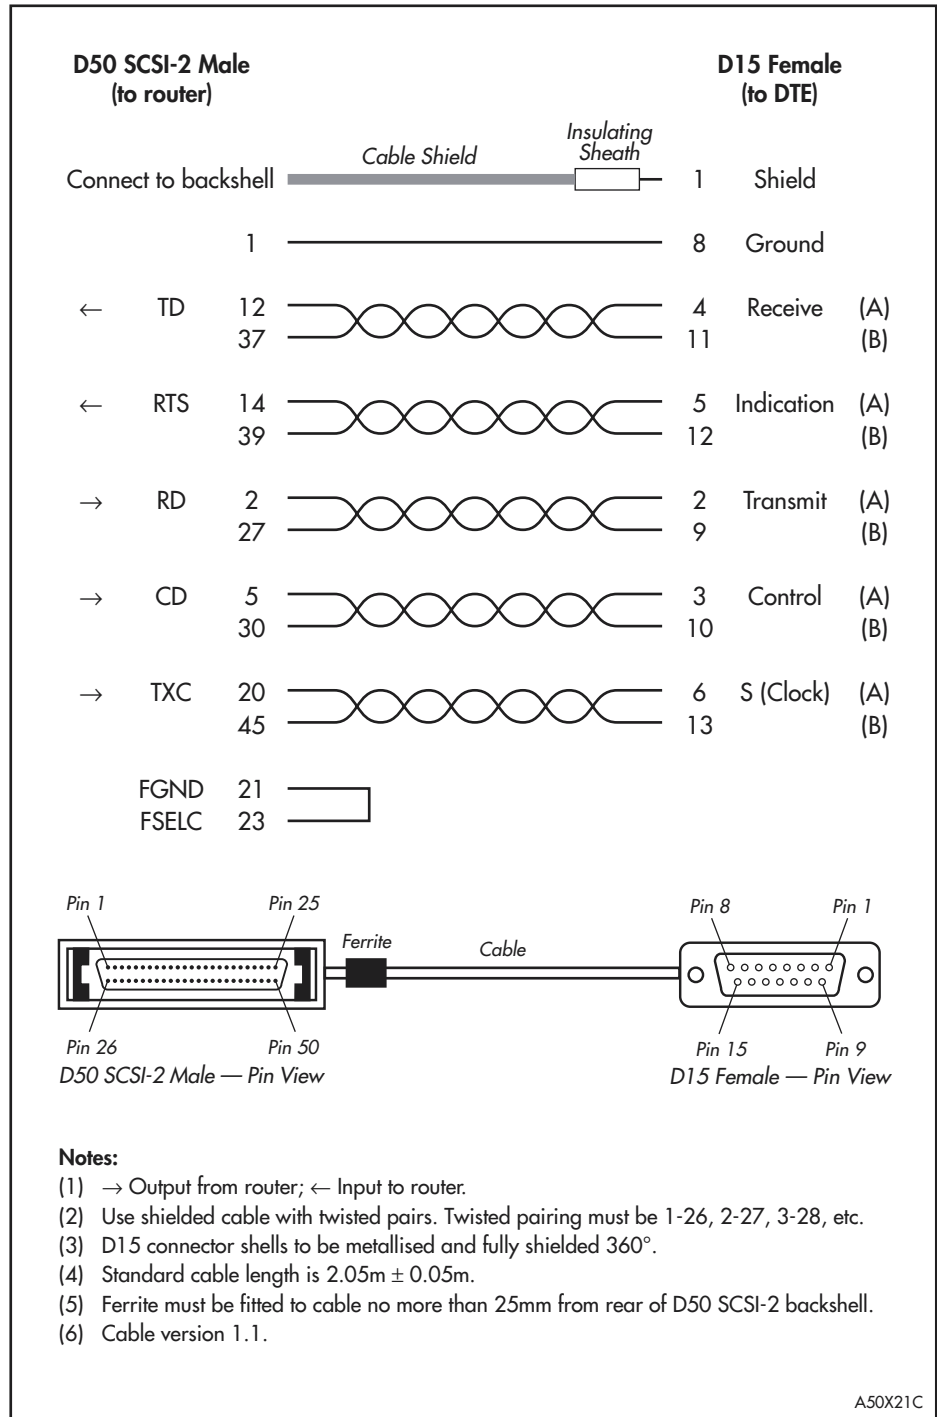 D50 SCSI-2 Male D15 Female
(to router) (to DTE)
Cable Shield Insulating Sheath
Connect to backshell 1 Shield
1 8 Ground
← TD 12 4 Receive (A)
37 11 (B)
← RTS 14 5 Indication (A)
39 12 (B)
→ RD 2 2 Transmit (A)
27 9 (B)
→ CD 5 3 Control (A)
30 10 (B)
→ TXC 20 6 S (Clock) (A)
45 13 (B)
FGND 21
FSELC 23
Pin 1 Pin 25 Pin 8 Pin 1
Ferrite Cable
Pin 26 Pin 50 Pin 15 Pin 9
D50 SCSI-2 Male — Pin View D15 Female — Pin View
Notes:
(1) → Output from router; ← Input to router.
(2) Use shielded cable with twisted pairs. Twisted pairing must be 1-26, 2-27, 3-28, etc.
(3) D15 connector shells to be metallised and fully shielded 360°.
(4) Standard cable length is 2.05m ± 0.05m.
(5) Ferrite must be fitted to cable no more than 25mm from rear of D50 SCSI-2 backshell.
(6) Cable version 1.1.
A50X21C